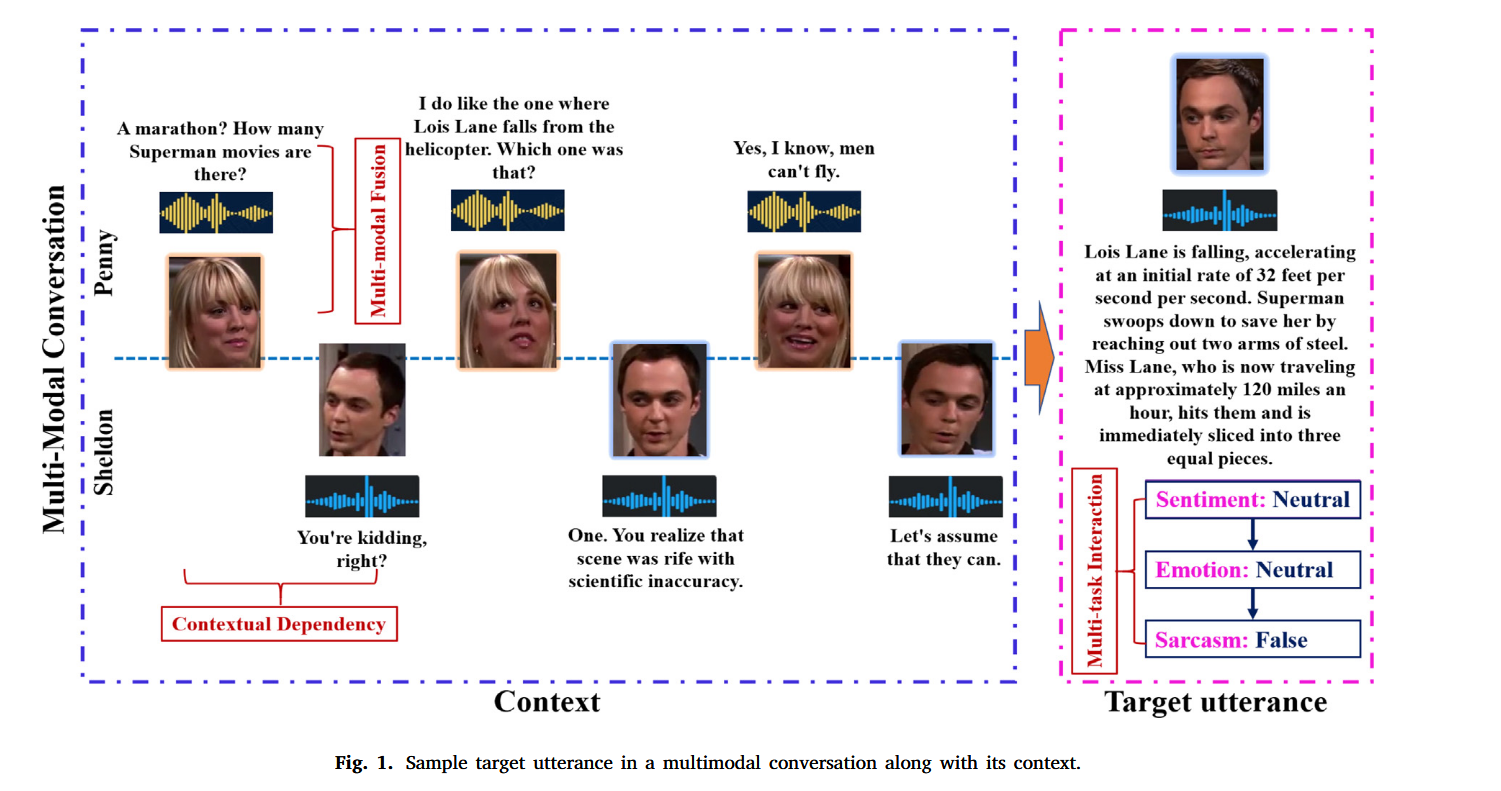 Multi-Modal Conversation
Penny
Sheldon
A marathon? How many
Superman movies are
there?
Multi-modal Fusion
I do like the one where
Lois Lane falls from the
helicopter. Which one was
that?
Yes, I know, men
can't fly.
You're kidding,
right?
One. You realize that
scene was rife with
scientific inaccuracy.
Let's assume
that they can.
Contextual Dependency
Context
Lois Lane is falling, accelerating
at an initial rate of 32 feet per
second per second. Superman
swoops down to save her by
reaching out two arms of steel.
Miss Lane, who is now traveling
at approximately 120 miles an
hour, hits them and is
immediately sliced into three
equal pieces.
Multi-task Interaction
Sentiment: Neutral
Emotion: Neutral
Sarcasm: False
Target utterance
Fig. 1. Sample target utterance in a multimodal conversation along with its context.